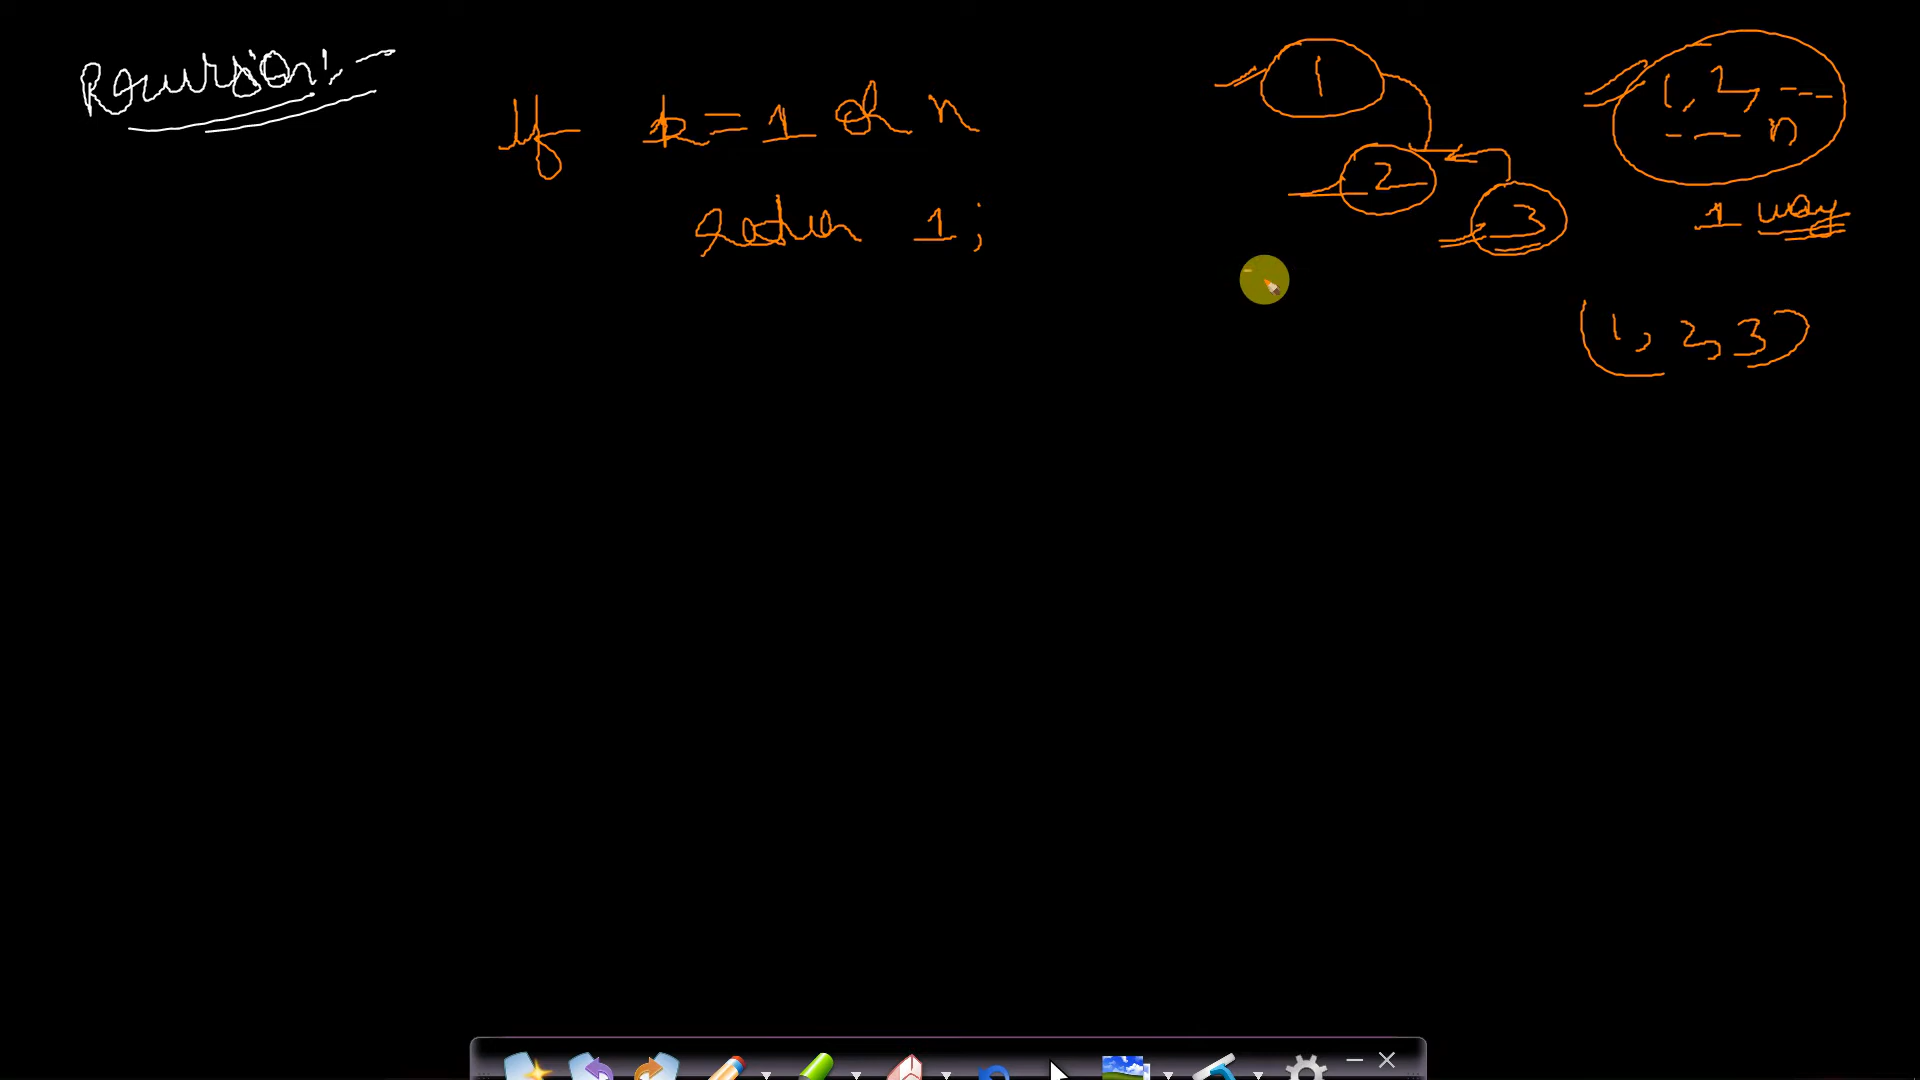 Recursion:-
If k=1 or n
return 1;
1
2
3
1, 2, ---
--- n
1 way
(1, 2, 3)